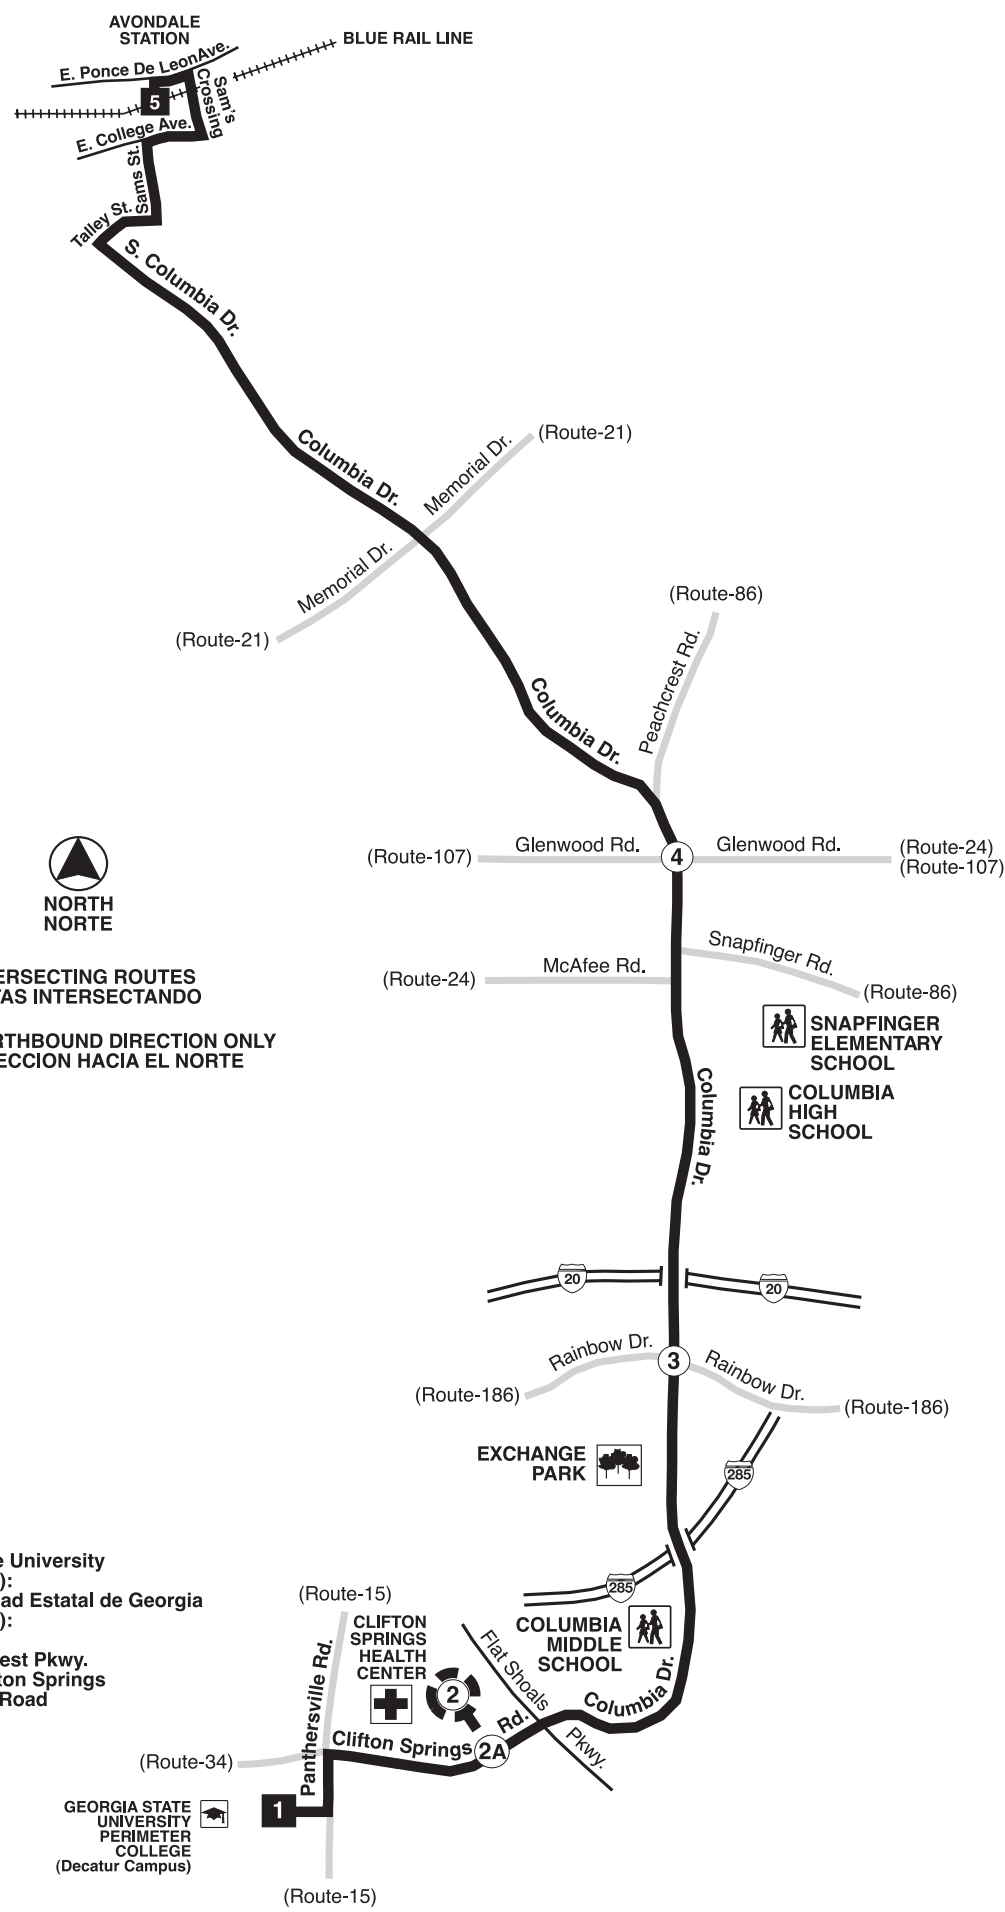 AVONDALE
STATION
BLUE RAIL LINE
E. Ponce De Leon Ave.
5
Sam's
Crossing
E. College Ave.
Sams St.
Talley St.
S. Columbia Dr.
Columbia Dr.
Memorial Dr.
(Route-21)
Memorial Dr.
(Route-21)
(Route-86)
Peachcrest Rd.
Columbia Dr.
(Route-107)
Glenwood Rd.
4
Glenwood Rd.
(Route-24)
(Route-107)
NORTH
NORTE
Snapfinger Rd.
(Route-86)
(Route-24)
McAfee Rd.
ERSECTING ROUTES
TAS INTERSECTANDO
SNAPFINGER
ELEMENTARY
SCHOOL
RTHBOUND DIRECTION ONLY
ECCION HACIA EL NORTE
COLUMBIA
HIGH
SCHOOL
Columbia Dr.
20
20
Rainbow Dr.
3
Rainbow Dr.
(Route-186)
(Route-186)
EXCHANGE
PARK
285
285
e University
):
ad Estatal de Georgia
):
est Pkwy.
ton Springs
Road
(Route-15)
CLIFTON
SPRINGS
HEALTH
CENTER
COLUMBIA
MIDDLE
SCHOOL
Panthersville Rd.
2
Flat Shoals
Pkwy.
Columbia Dr.
Clifton Springs
Rd.
2A
(Route-34)
GEORGIA STATE
UNIVERSITY
PERIMETER
COLLEGE
(Decatur Campus)
1
(Route-15)